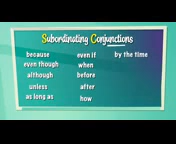 Subordinating Conjunctions
because even if by the time
even though when
although before
unless after
as long as how